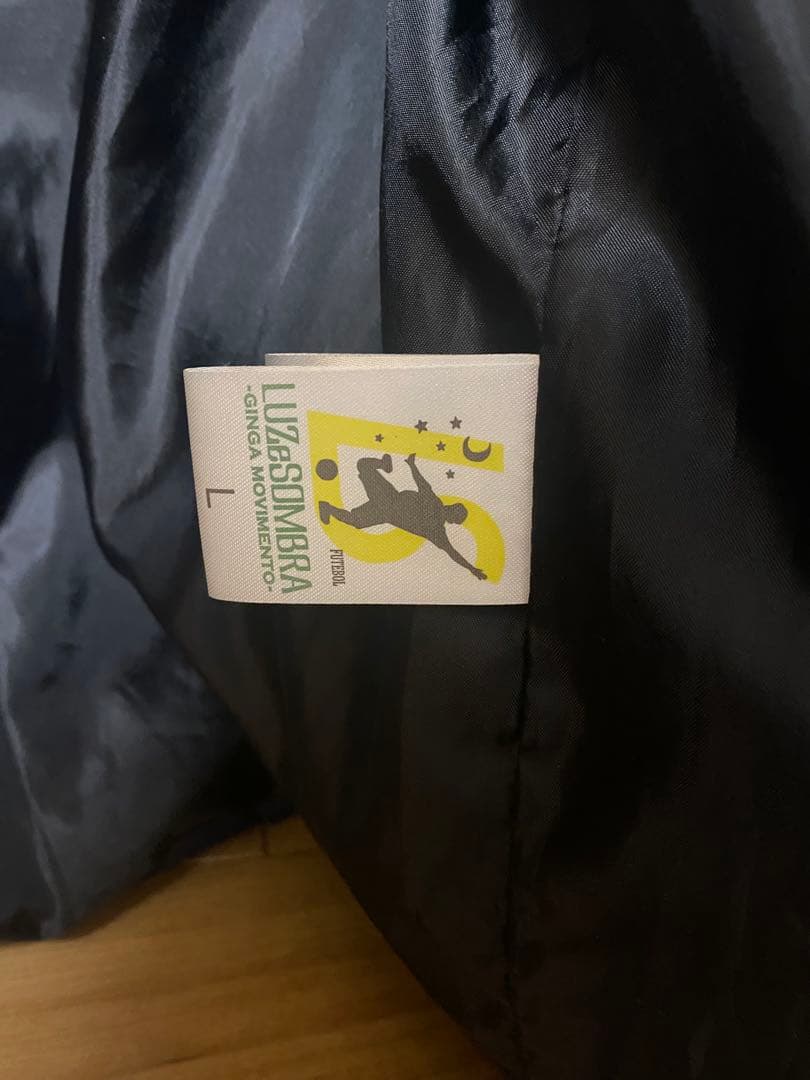 FUTEBOL
LUZeSOMBRA
-GINGA MOVIMENTO-
L